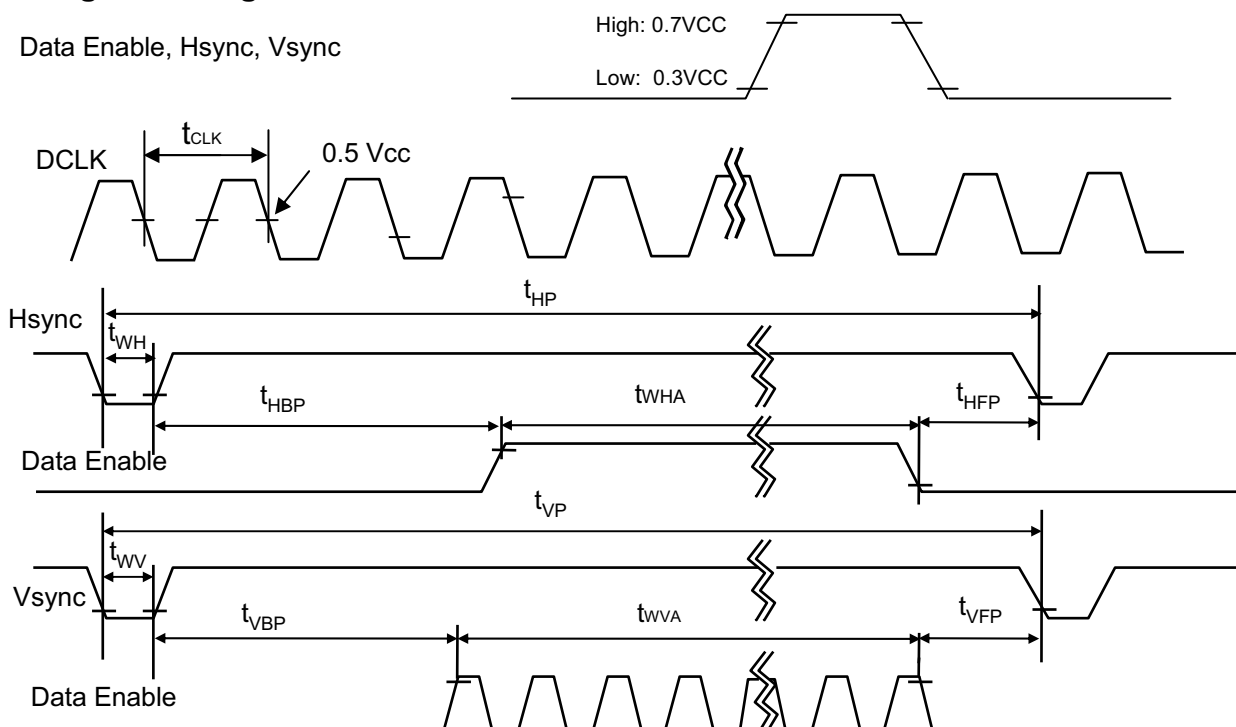 Data Enable, Hsync, Vsync
High: 0.7VCC
Low: 0.3VCC
tCLK
DCLK
0.5 Vcc
tHP
Hsync
tWH
tHBP
tWHA
tHFP
Data Enable
tVP
tWV
Vsync
tVBP
tWVA
tVFP
Data Enable